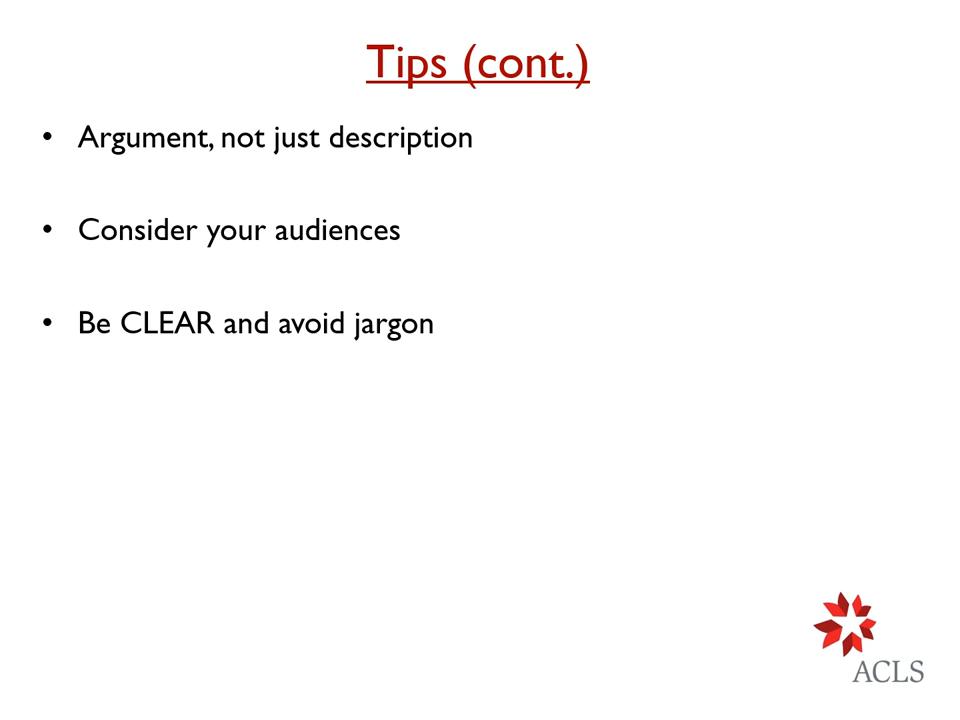 Tips (cont.)
• Argument, not just description
• Consider your audiences
• Be CLEAR and avoid jargon
ACLS